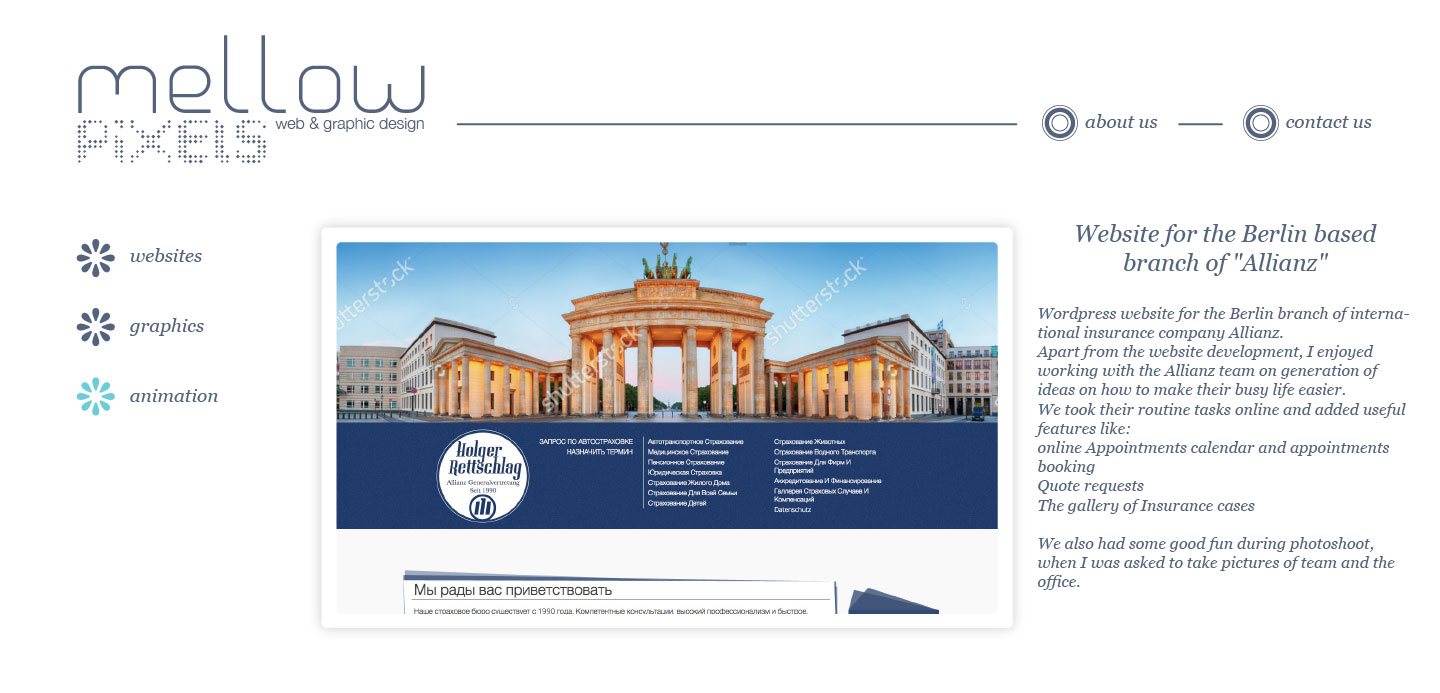 mellow
pixels
web & graphic design
about us
contact us
websites
graphics
animation
shutterstock
shutterstock
shutterstock
Holger
Rettschlag
Allianz Generalvertretung
Seit 1990
ЗАПРОС ПО АВТОСТРАХОВКЕ
НАЗНАЧИТЬ ТЕРМИН
Автотранспортное Страхование
Медицинское Страхование
Пенсионное Страхование
Юридическая Страховка
Страхование Жилого Дома
Страхование Для Всей Семьи
Страхование Детей
Страхование Животных
Страхование Водного Транспорта
Страхование Для Фирм И
Предприятий
Аккредитование И Финансирование
Галлерея Страховых Случаев И
Компенсаций
Datenschutz
Мы рады вас приветствовать
Наше страховое бюро существует с 1990 года. Компетентные консультации, высокий профессионализм и быстрое,
Website for the Berlin based
branch of "Allianz"
Wordpress website for the Berlin branch of interna-
tional insurance company Allianz.
Apart from the website development, I enjoyed
working with the Allianz team on generation of
ideas on how to make their busy life easier.
We took their routine tasks online and added useful
features like:
online Appointments calendar and appointments
booking
Quote requests
The gallery of Insurance cases
We also had some good fun during photoshoot,
when I was asked to take pictures of team and the
office.